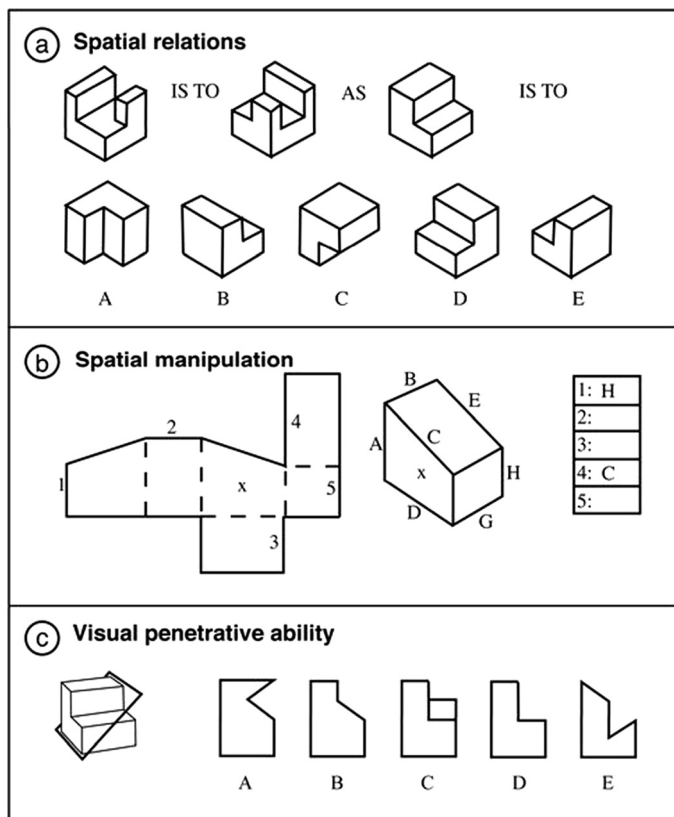 a Spatial relations
IS TO AS IS TO
A B C D E
b Spatial manipulation
B
2 4 E
A C
1 x 5 x H
D G
3
1: H
2:
3:
4: C
5:
c Visual penetrative ability
A B C D E